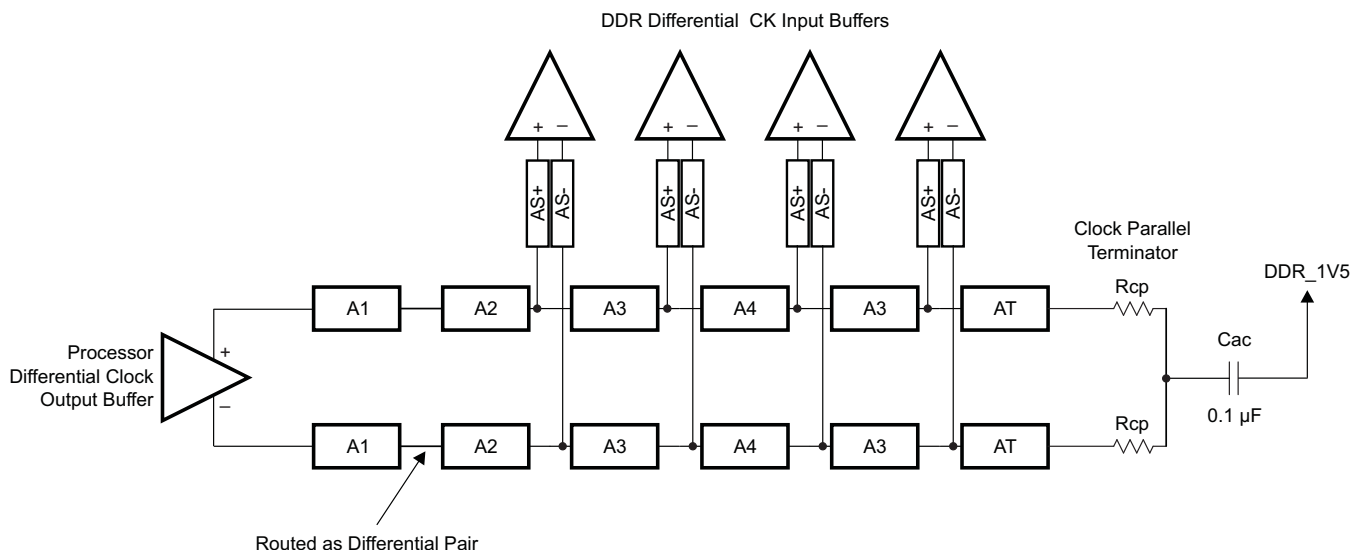 DDR Differential CK Input Buffers
+ – + – + – + –
AS+ AS- AS+ AS- AS+ AS- AS+ AS-
Clock Parallel
Terminator
DDR_1V5
Rcp
A1 A2 A3 A4 A3 AT
Cac
Processor
Differential Clock
Output Buffer
+
–
0.1 µF
Rcp
A1 A2 A3 A4 A3 AT
Routed as Differential Pair